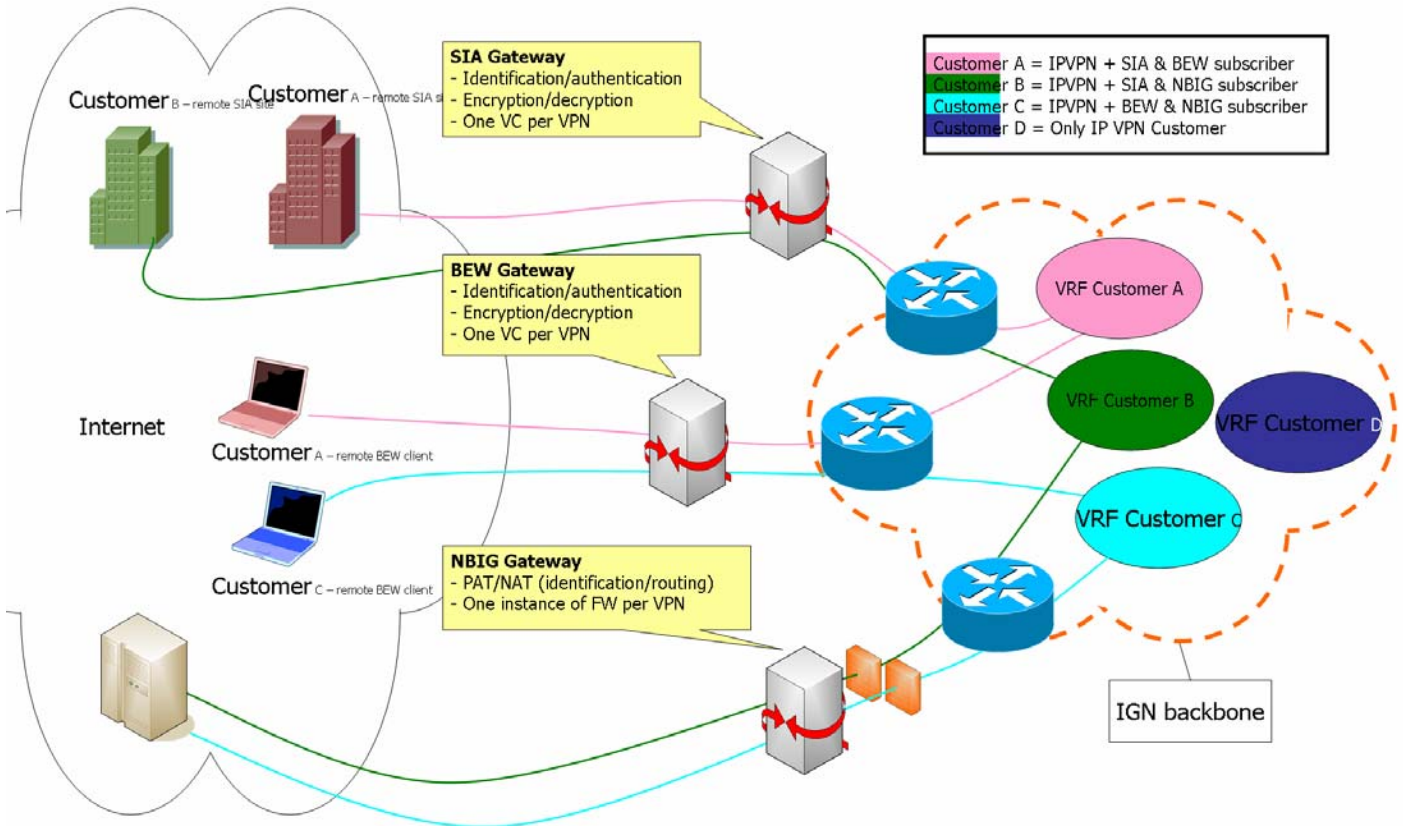 SIA Gateway
- Identification/authentication
- Encryption/decryption
- One VC per VPN
Customer A = IPVPN + SIA & BEW subscriber
Customer B = IPVPN + SIA & NBIG subscriber
Customer C = IPVPN + BEW & NBIG subscriber
Customer D = Only IP VPN Customer
Customer B – remote SIA site
Customer A – remote SIA si
BEW Gateway
- Identification/authentication
- Encryption/decryption
- One VC per VPN
VRF Customer A
VRF Customer B
VRF Customer D
Internet
Customer A – remote BEW client
VRF Customer C
Customer C – remote BEW client
NBIG Gateway
- PAT/NAT (identification/routing)
- One instance of FW per VPN
IGN backbone